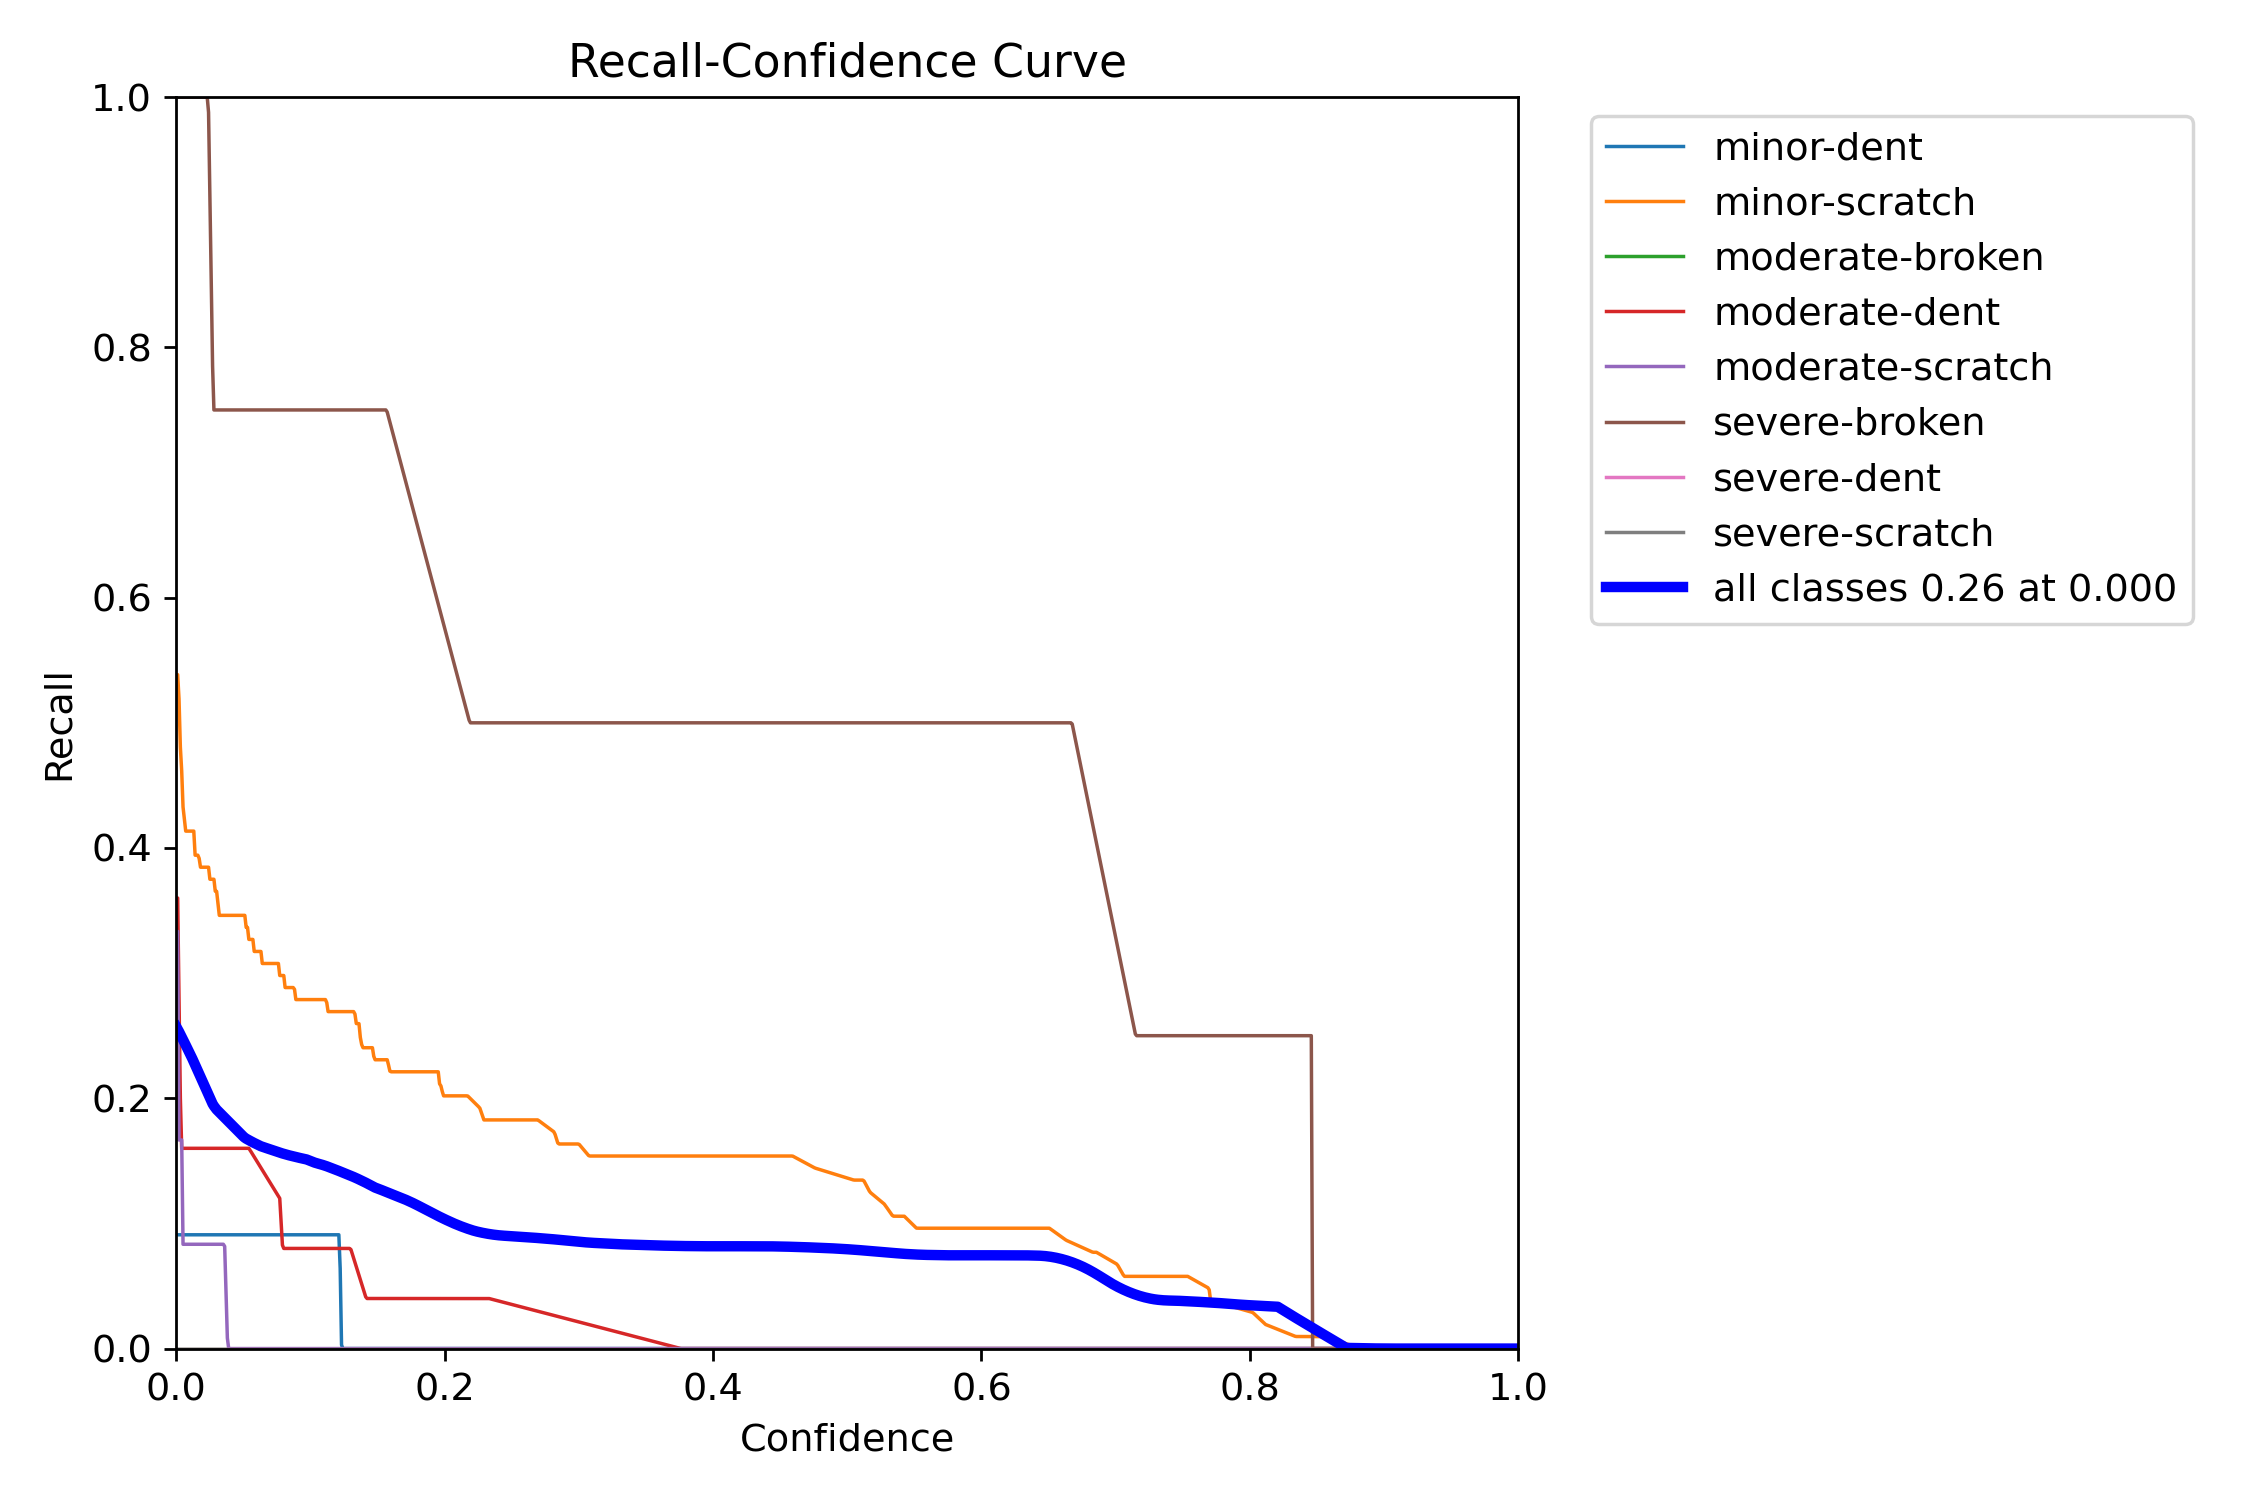 Recall-Confidence Curve
1.0
0.8
0.6
0.4
0.2
0.0
Recall
0.0 0.2 0.4 0.6 0.8 1.0
Confidence
minor-dent
minor-scratch
moderate-broken
moderate-dent
moderate-scratch
severe-broken
severe-dent
severe-scratch
all classes 0.26 at 0.000